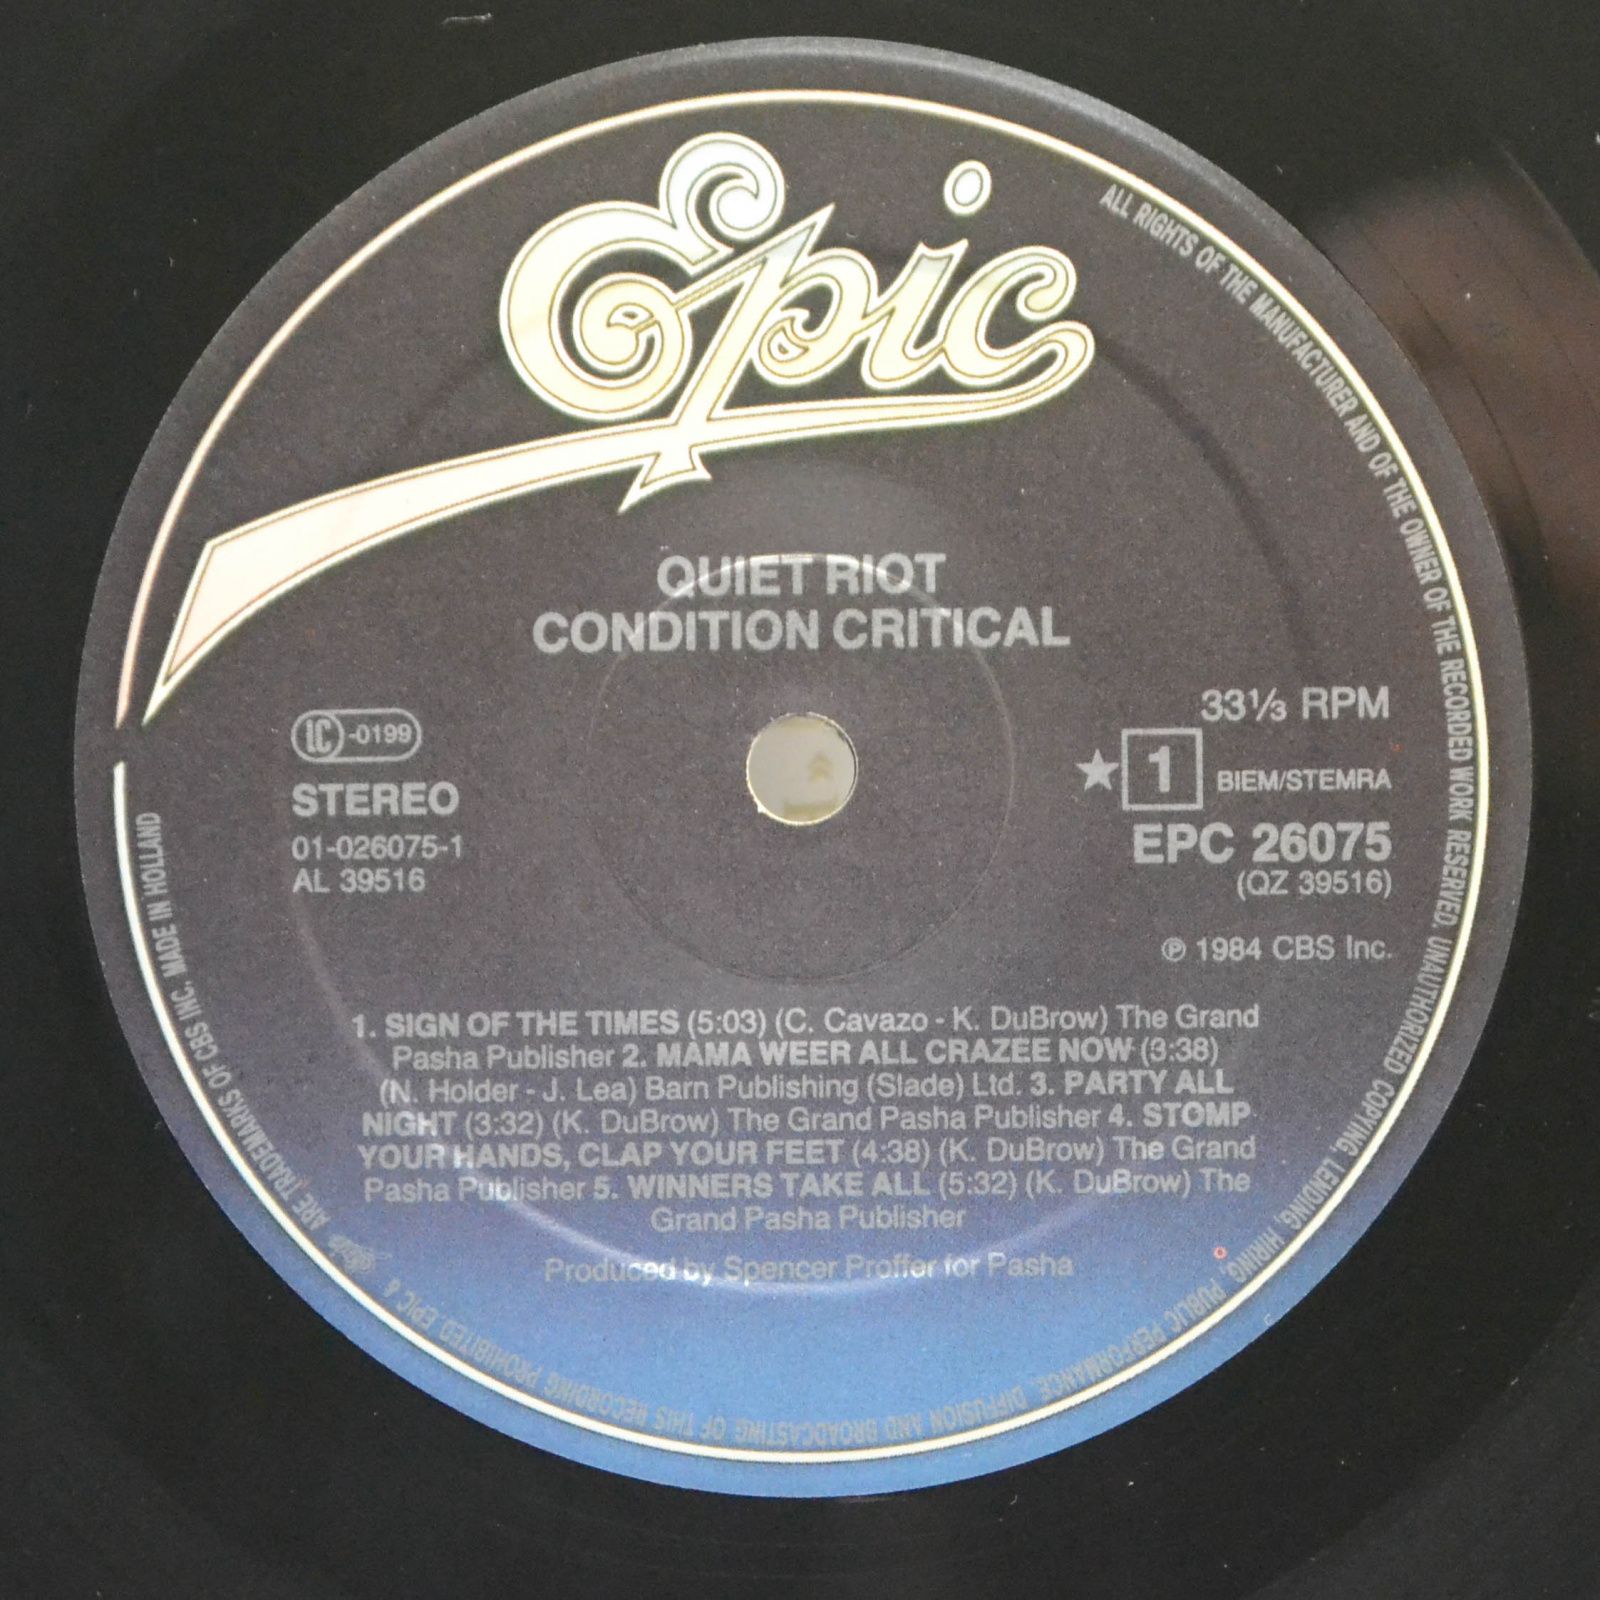 Epic
QUIET RIOT
CONDITION CRITICAL
LC-0199
STEREO
01-026075-1
AL 39516
33⅓ RPM
★ 1 BIEM/STEMRA
EPC 26075
(QZ 39516)
℗ 1984 CBS Inc.
1. SIGN OF THE TIMES (5:03) (C. Cavazo - K. DuBrow) The Grand
Pasha Publisher 2. MAMA WEER ALL CRAZEE NOW (3:38)
(N. Holder - J. Lea) Barn Publishing (Slade) Ltd. 3. PARTY ALL
NIGHT (3:32) (K. DuBrow) The Grand Pasha Publisher 4. STOMP
YOUR HANDS, CLAP YOUR FEET (4:38) (K. DuBrow) The Grand
Pasha Publisher 5. WINNERS TAKE ALL (5:32) (K. DuBrow) The
Grand Pasha Publisher
Produced by Spencer Proffer for Pasha
ALL RIGHTS OF THE MANUFACTURER AND OF THE OWNER OF THE RECORDED WORK RESERVED. UNAUTHORIZED COPYING, LENDING, HIRING, PUBLIC PERFORMANCE, DIFFUSION AND BROADCASTING OF THIS RECORDING PROHIBITED EPIC & Epic ARE TRADEMARKS OF CBS INC. MADE IN HOLLAND